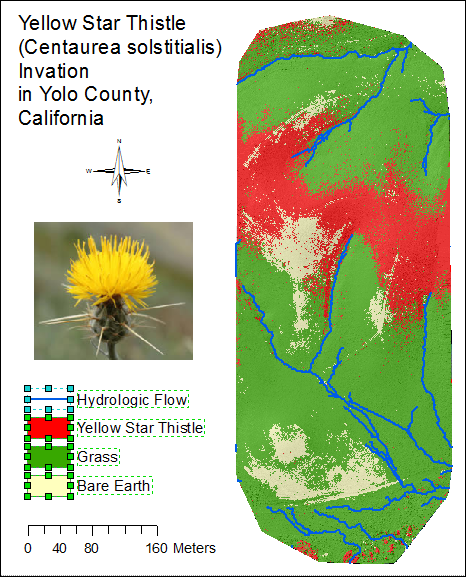 Yellow Star Thistle
(Centaurea solstitialis)
Invation
in Yolo County,
California
N
W E
S
Hydrologic Flow
Yellow Star Thistle
Grass
Bare Earth
0 40 80 160 Meters